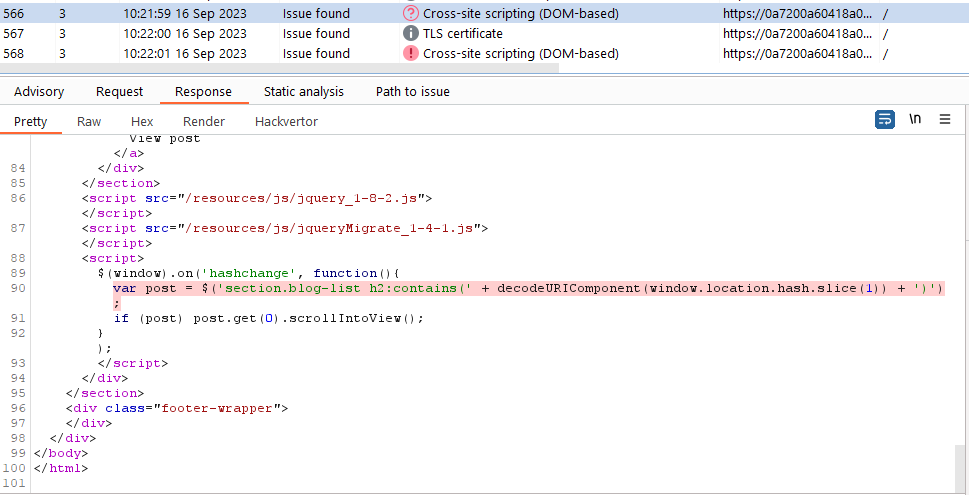 566 3 10:21:59 16 Sep 2023 Issue found ? Cross-site scripting (DOM-based) https://0a7200a60418a0... /
567 3 10:22:00 16 Sep 2023 Issue found i TLS certificate https://0a7200a60418a0... /
568 3 10:22:01 16 Sep 2023 Issue found ! Cross-site scripting (DOM-based) https://0a7200a60418a0... /
Advisory Request Response Static analysis Path to issue
Pretty Raw Hex Render Hackvertor \n
View post
</a>
84 </div>
85 </section>
86 <script src="/resources/js/jquery_1-8-2.js">
</script>
87 <script src="/resources/js/jqueryMigrate_1-4-1.js">
</script>
88 <script>
89 $(window).on('hashchange', function(){
90 var post = $('section.blog-list h2:contains(' + decodeURIComponent(window.location.hash.slice(1)) + ')')
;
91 if (post) post.get(0).scrollIntoView();
92 }
);
93 </script>
94 </div>
95 </section>
96 <div class="footer-wrapper">
97 </div>
98 </div>
99 </body>
100 </html>
101